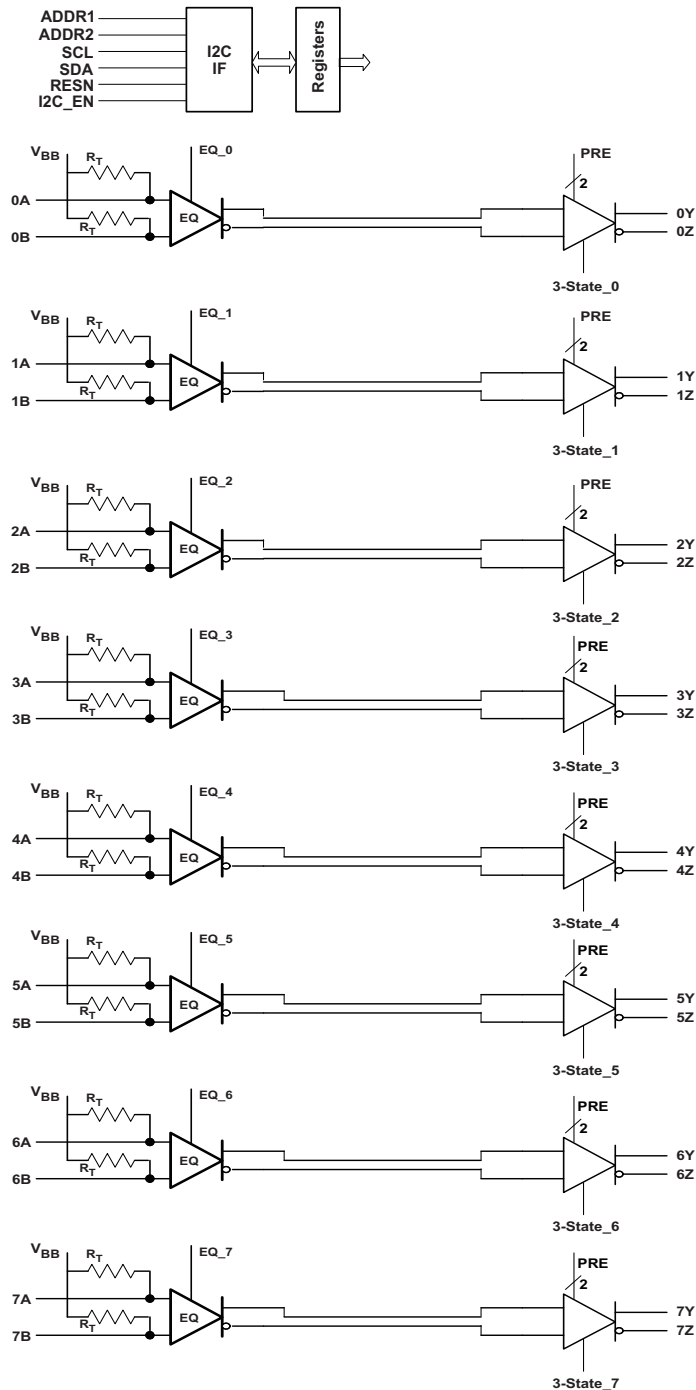 ADDR1
ADDR2
SCL
SDA
RESN
I2C_EN
I2C
IF
Registers
VBB
RT
EQ_0
PRE
0A
2
0Y
RT
EQ
0Z
0B
3-State_0
VBB
RT
EQ_1
PRE
1A
2
1Y
RT
EQ
1Z
1B
3-State_1
VBB
RT
EQ_2
PRE
2A
2
2Y
RT
EQ
2Z
2B
3-State_2
VBB
RT
EQ_3
PRE
3A
2
3Y
RT
EQ
3Z
3B
3-State_3
VBB
RT
EQ_4
PRE
4A
2
4Y
RT
EQ
4Z
4B
3-State_4
VBB
RT
EQ_5
PRE
5A
2
5Y
RT
EQ
5Z
5B
3-State_5
VBB
RT
EQ_6
PRE
6A
2
6Y
RT
EQ
6Z
6B
3-State_6
VBB
RT
EQ_7
PRE
7A
2
7Y
RT
EQ
7Z
7B
3-State_7